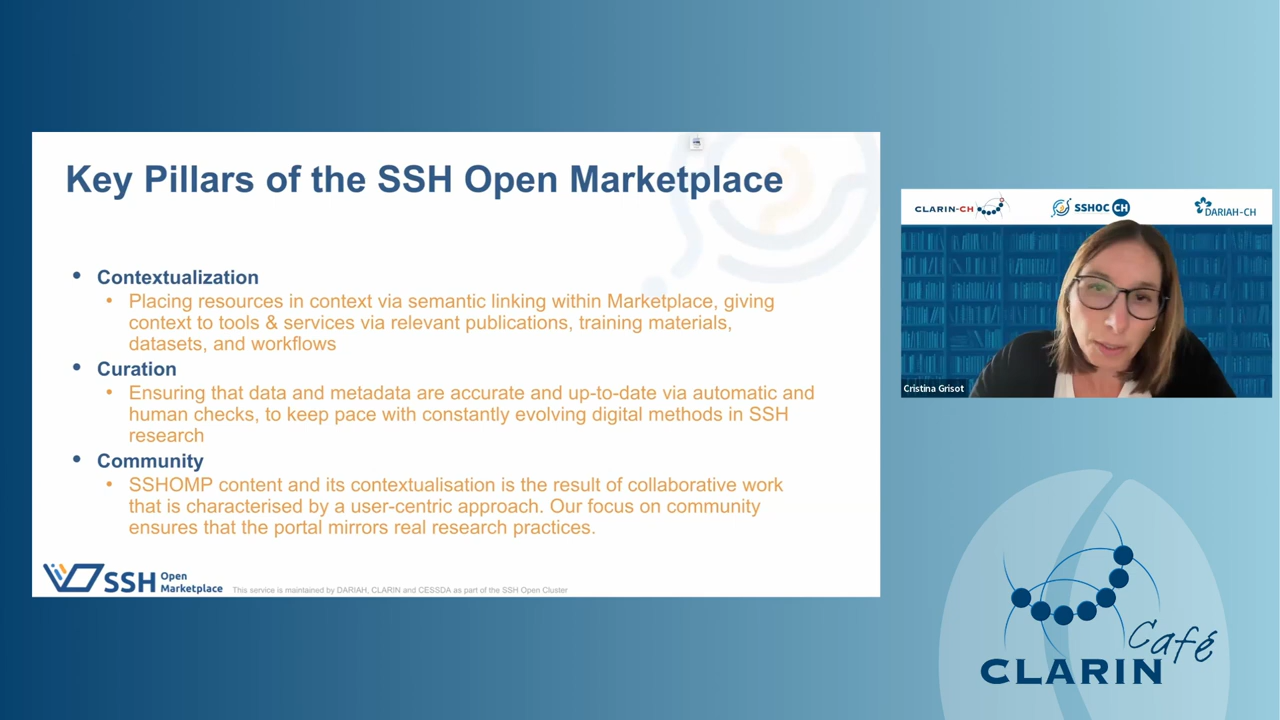 Key Pillars of the SSH Open Marketplace
• Contextualization
• Placing resources in context via semantic linking within Marketplace, giving
context to tools & services via relevant publications, training materials,
datasets, and workflows
• Curation
• Ensuring that data and metadata are accurate and up-to-date via automatic and
human checks, to keep pace with constantly evolving digital methods in SSH
research
• Community
• SSHOMP content and its contextualisation is the result of collaborative work
that is characterised by a user-centric approach. Our focus on community
ensures that the portal mirrors real research practices.
SSH Open
Marketplace
This service is maintained by DARIAH, CLARIN and CESSDA as part of the SSH Open Cluster
CLARIN-CH
SSHOC CH
DARIAH-CH
Cristina Grisot
Café
CLARIN